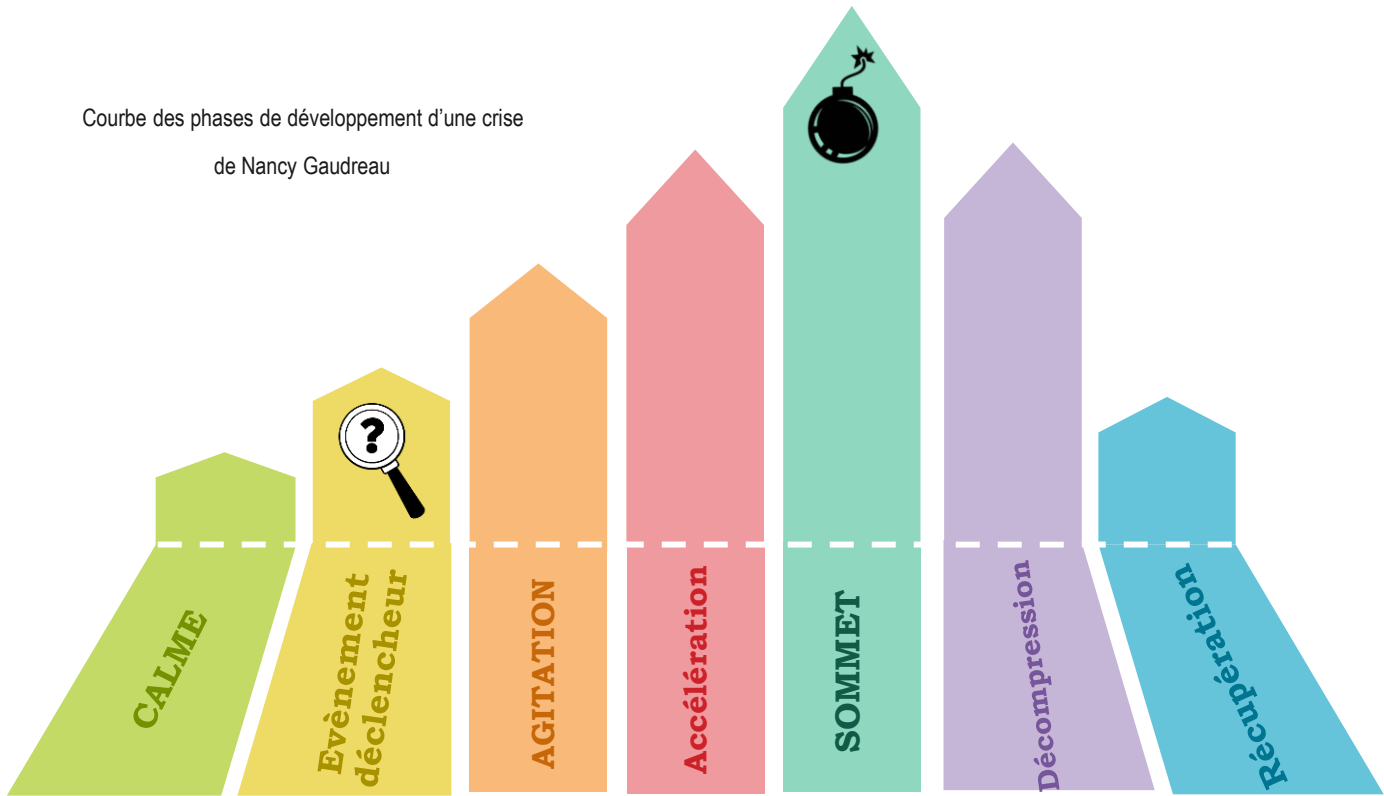 Courbe des phases de développement d’une crise
de Nancy Gaudreau
?
CALME
Evènement
déclencheur
AGITATION
Accélération
SOMMET
Décompression
Récupération